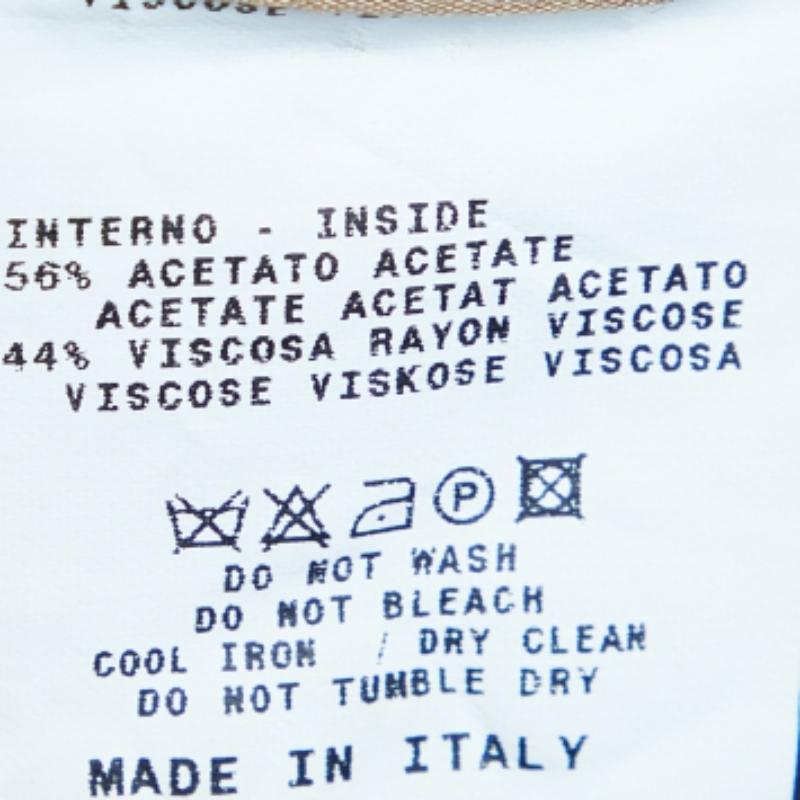 VISCOSE
INTERNO - INSIDE
56% ACETATO ACETATE
ACETATE ACETAT ACETATO
44% VISCOSA RAYON VISCOSE
VISCOSE VISKOSE VISCOSA
P
DO NOT WASH
DO NOT BLEACH
COOL IRON / DRY CLEAN
DO NOT TUMBLE DRY
MADE IN ITALY